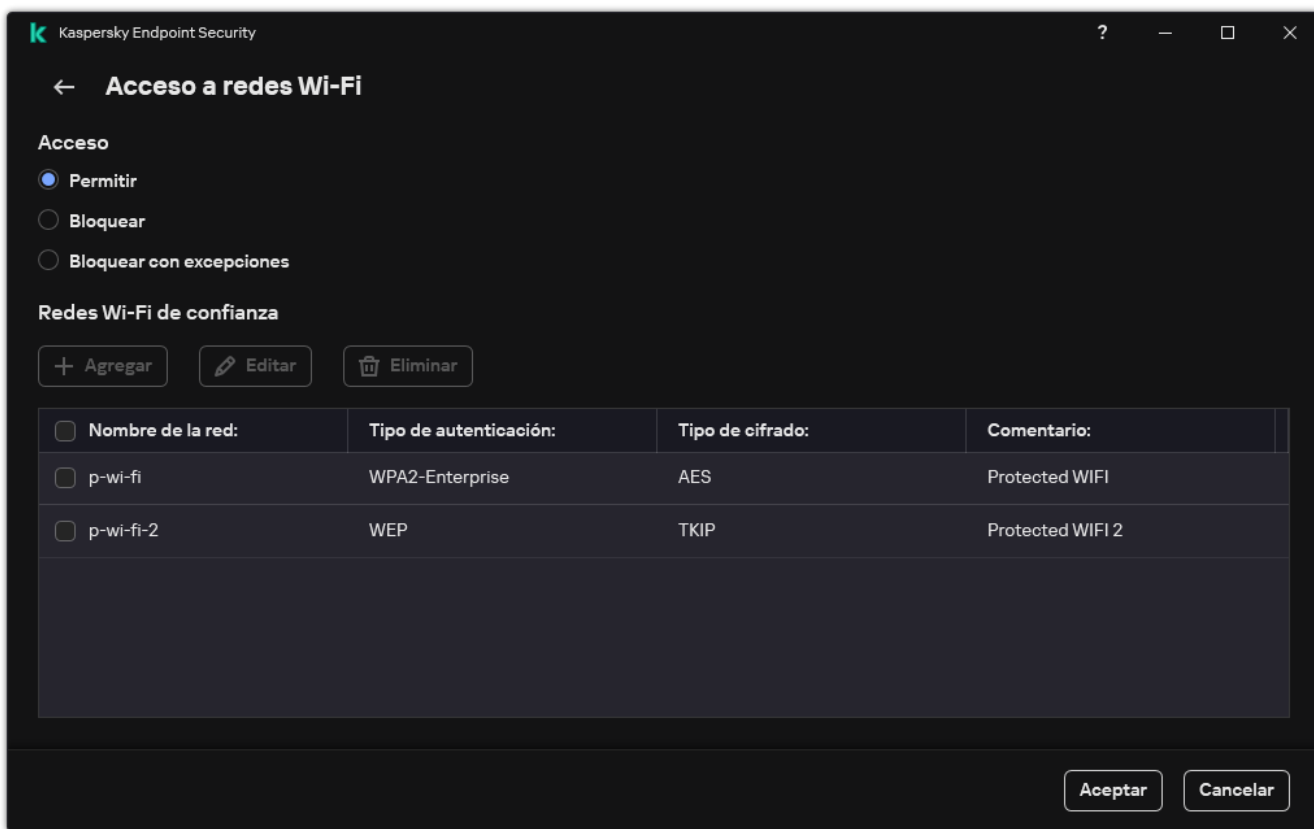 Kaspersky Endpoint Security ?
Acceso a redes Wi-Fi
Acceso
Permitir
Bloquear
Bloquear con excepciones
Redes Wi-Fi de confianza
Agregar Editar Eliminar
Nombre de la red: Tipo de autenticación: Tipo de cifrado: Comentario:
p-wi-fi WPA2-Enterprise AES Protected WIFI
p-wi-fi-2 WEP TKIP Protected WIFI 2
Aceptar Cancelar